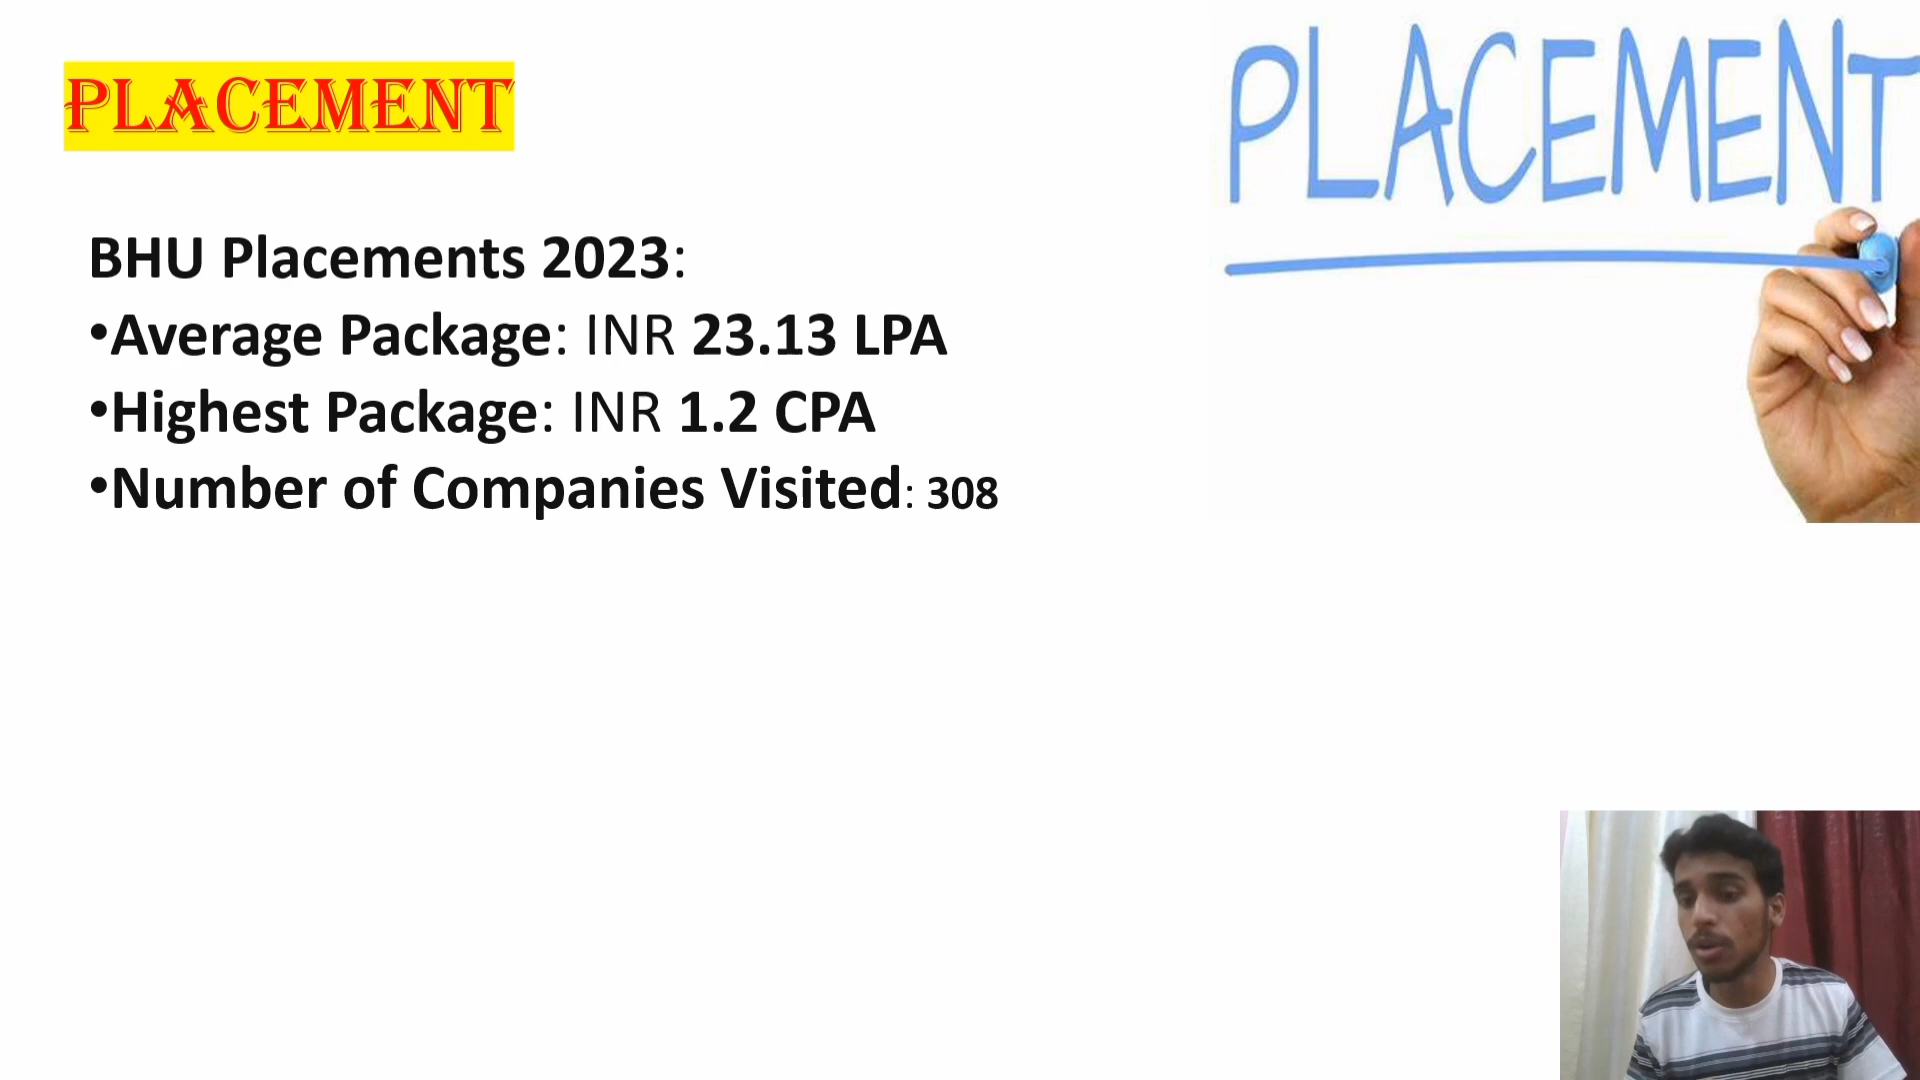 PLACEMENT
PLACEMENT
BHU Placements 2023:
•Average Package: INR 23.13 LPA
•Highest Package: INR 1.2 CPA
•Number of Companies Visited: 308